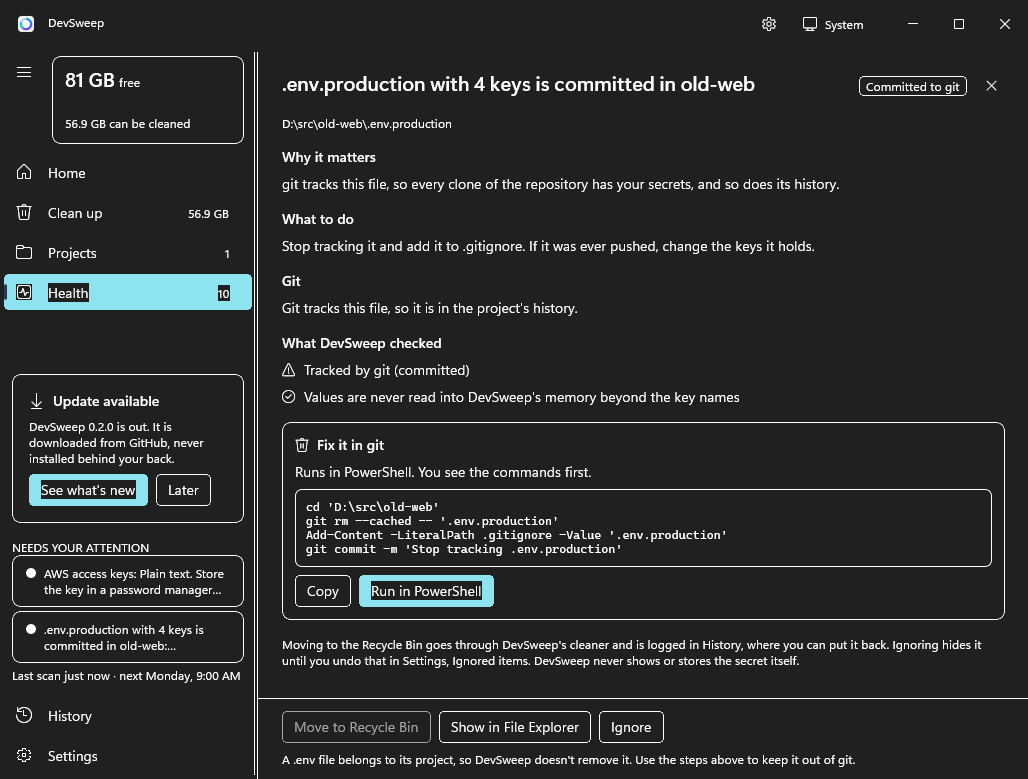 DevSweep
System
81 GB free
56.9 GB can be cleaned
Home
Clean up 56.9 GB
Projects 1
Health 10
Update available
DevSweep 0.2.0 is out. It is
downloaded from GitHub, never
installed behind your back.
See what's new
Later
NEEDS YOUR ATTENTION
AWS access keys: Plain text. Store
the key in a password manager...
.env.production with 4 keys is
committed in old-web:...
Last scan just now · next Monday, 9:00 AM
History
Settings
.env.production with 4 keys is committed in old-web
Committed to git
D:\src\old-web\.env.production
Why it matters
git tracks this file, so every clone of the repository has your secrets, and so does its history.
What to do
Stop tracking it and add it to .gitignore. If it was ever pushed, change the keys it holds.
Git
Git tracks this file, so it is in the project's history.
What DevSweep checked
Tracked by git (committed)
Values are never read into DevSweep's memory beyond the key names
Fix it in git
Runs in PowerShell. You see the commands first.
cd 'D:\src\old-web'
git rm --cached -- '.env.production'
Add-Content -LiteralPath .gitignore -Value '.env.production'
git commit -m 'Stop tracking .env.production'
Copy
Run in PowerShell
Moving to the Recycle Bin goes through DevSweep's cleaner and is logged in History, where you can put it back. Ignoring hides it
until you undo that in Settings, Ignored items. DevSweep never shows or stores the secret itself.
Move to Recycle Bin
Show in File Explorer
Ignore
A .env file belongs to its project, so DevSweep doesn't remove it. Use the steps above to keep it out of git.